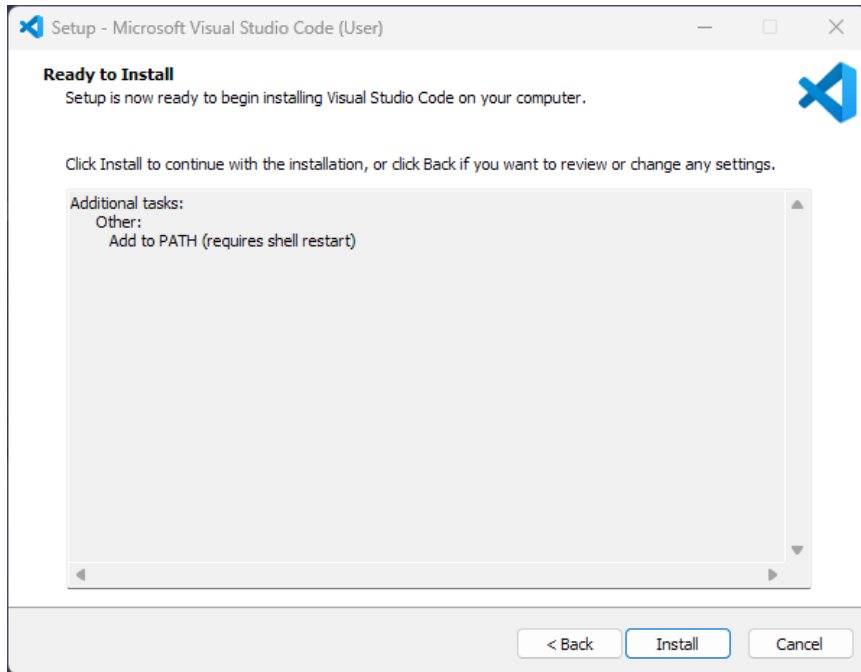 Setup - Microsoft Visual Studio Code (User)
Ready to Install
Setup is now ready to begin installing Visual Studio Code on your computer.
Click Install to continue with the installation, or click Back if you want to review or change any settings.
Additional tasks:
Other:
Add to PATH (requires shell restart)
< Back Install Cancel